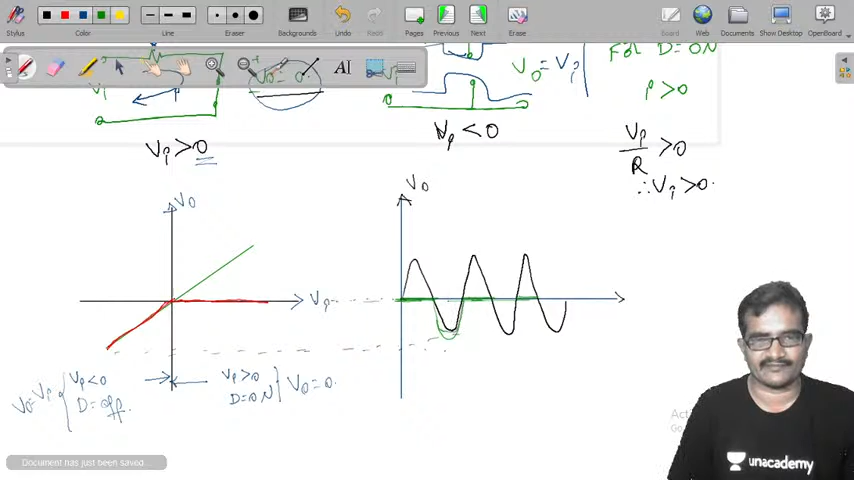 Stylus
Color
Line
Eraser
Backgrounds
Undo
Redo
Pages
Previous
Next
Erase
Board
Web
Documents
Show Desktop
OpenBoard
For D=ON
V0=Vi
i>0
Vi>0
Vi<0
Vi/R >0
∴Vi>0.
V0
V0
Vi
V0=Vi { Vi<0
D=off.
Vi>0
D=ON } V0=0.
unacademy
Document has just been saved...